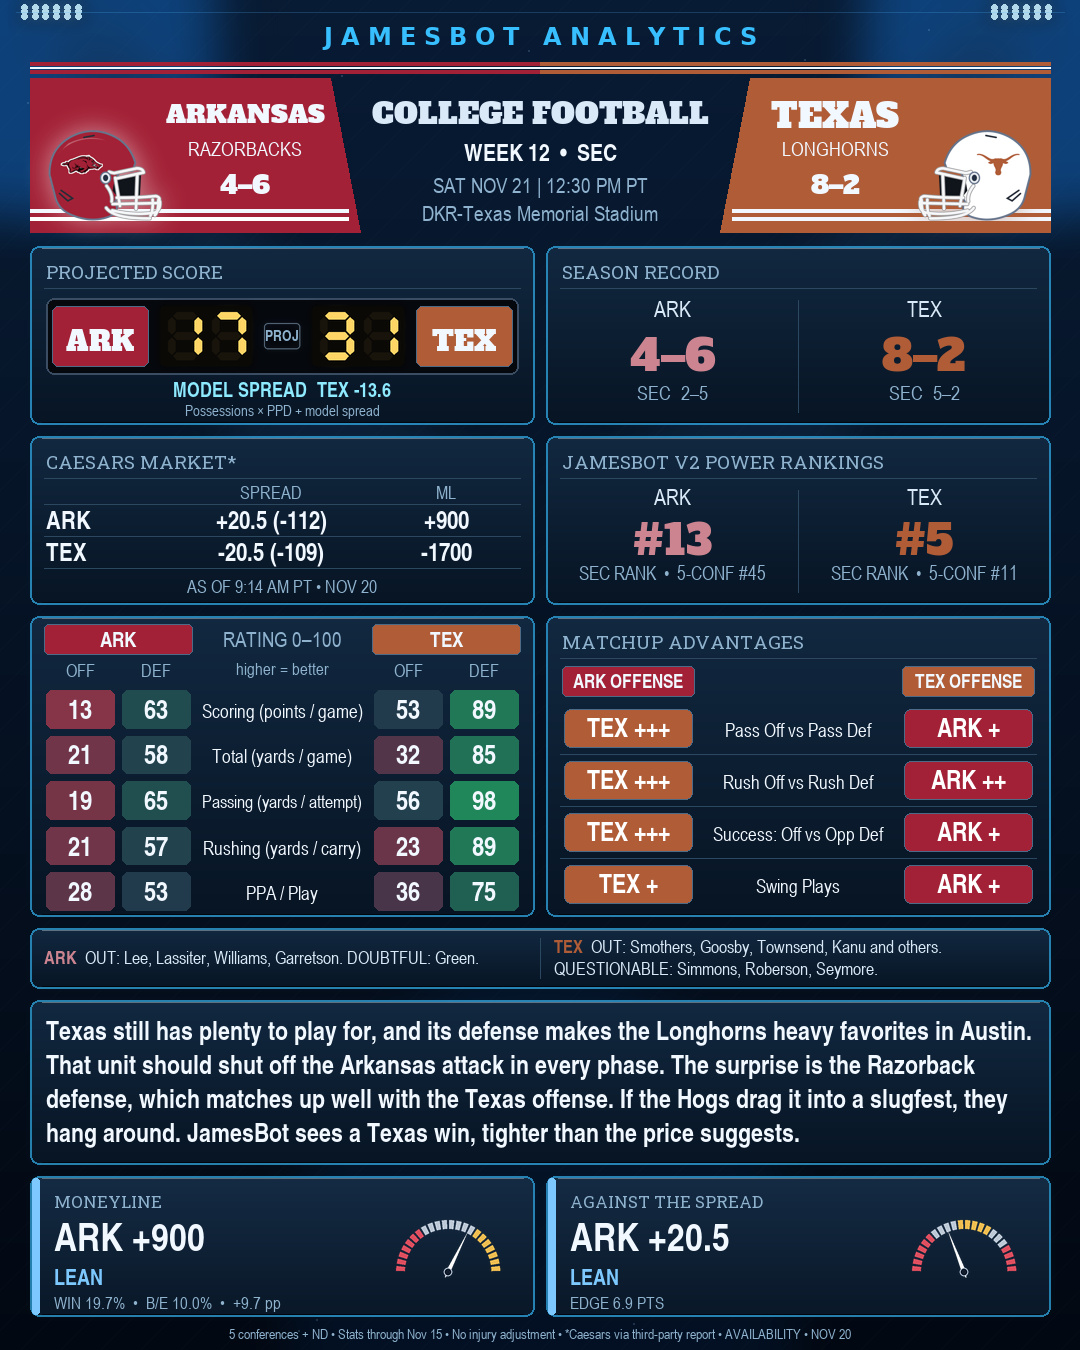 JAMESBOT ANALYTICS
ARKANSAS
RAZORBACKS
4–6
COLLEGE FOOTBALL
WEEK 12 • SEC
SAT NOV 21 | 12:30 PM PT
DKR-Texas Memorial Stadium
TEXAS
LONGHORNS
8–2
PROJECTED SCORE
ARK 17 PROJ 31 TEX
MODEL SPREAD TEX -13.6
Possessions × PPD + model spread
SEASON RECORD
ARK TEX
4–6 8–2
SEC 2–5 SEC 5–2
CAESARS MARKET*
SPREAD ML
ARK +20.5 (-112) +900
TEX -20.5 (-109) -1700
AS OF 9:14 AM PT • NOV 20
JAMESBOT V2 POWER RANKINGS
ARK TEX
#13 #5
SEC RANK • 5-CONF #45 SEC RANK • 5-CONF #11
ARK RATING 0–100 TEX
OFF DEF higher = better OFF DEF
13 63 Scoring (points / game) 53 89
21 58 Total (yards / game) 32 85
19 65 Passing (yards / attempt) 56 98
21 57 Rushing (yards / carry) 23 89
28 53 PPA / Play 36 75
MATCHUP ADVANTAGES
ARK OFFENSE TEX OFFENSE
TEX +++ Pass Off vs Pass Def ARK +
TEX +++ Rush Off vs Rush Def ARK ++
TEX +++ Success: Off vs Opp Def ARK +
TEX + Swing Plays ARK +
ARK OUT: Lee, Lassiter, Williams, Garretson. DOUBTFUL: Green.
TEX OUT: Smothers, Goosby, Townsend, Kanu and others.
QUESTIONABLE: Simmons, Roberson, Seymore.
Texas still has plenty to play for, and its defense makes the Longhorns heavy favorites in Austin.
That unit should shut off the Arkansas attack in every phase. The surprise is the Razorback
defense, which matches up well with the Texas offense. If the Hogs drag it into a slugfest, they
hang around. JamesBot sees a Texas win, tighter than the price suggests.
MONEYLINE
ARK +900
LEAN
WIN 19.7% • B/E 10.0% • +9.7 pp
AGAINST THE SPREAD
ARK +20.5
LEAN
EDGE 6.9 PTS
5 conferences + ND • Stats through Nov 15 • No injury adjustment • *Caesars via third-party report • AVAILABILITY • NOV 20